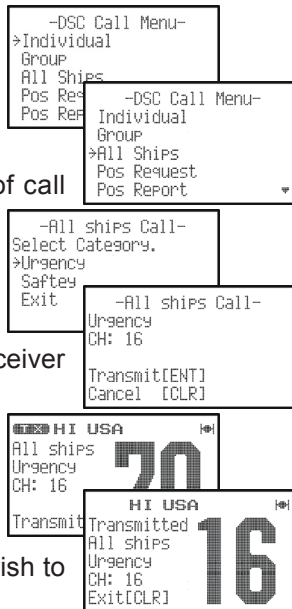 -DSC Call Menu-
→Individual
Group
All Ships
Pos Req
Pos Rep
-DSC Call Menu-
Individual
Group
→All Ships
Pos Request
Pos Report
of call
-All ships Call-
Select Category.
→Urgency
Saftey
Exit
-All ships Call-
Urgency
CH: 16
Transmit[ENT]
Cancel [CLR]
ceiver
TX HI USA
All ships
Urgency
CH: 16
Transmit
70
HI USA
Transmitted
All ships
Urgency
CH: 16
Exit[CLR]
16
ish to